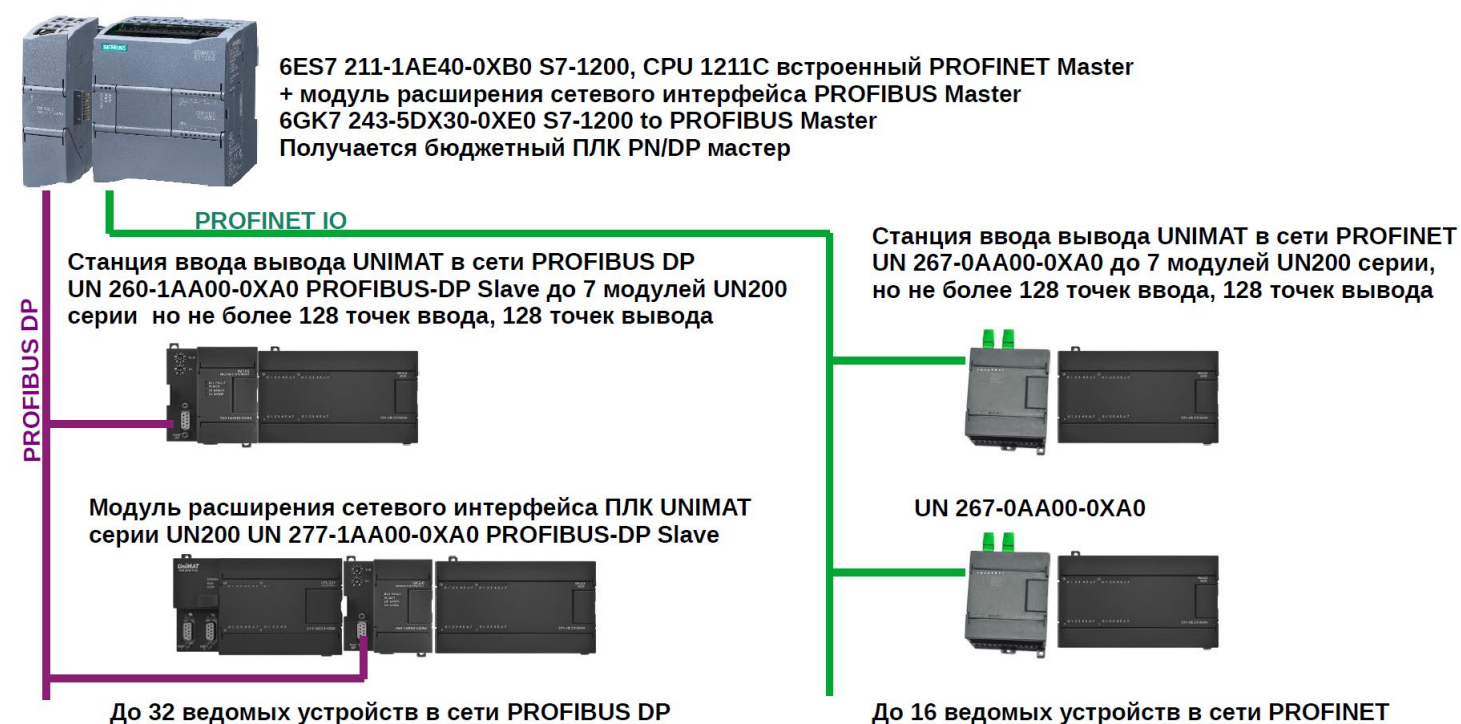 SIEMENS
6ES7 211-1AE40-0XB0 S7-1200, CPU 1211C встроенный PROFINET Master
+ модуль расширения сетевого интерфейса PROFIBUS Master
6GK7 243-5DX30-0XE0 S7-1200 to PROFIBUS Master
Получается бюджетный ПЛК PN/DP мастер
PROFINET IO
Станция ввода вывода UNIMAT в сети PROFIBUS DP
UN 260-1AA00-0XA0 PROFIBUS-DP Slave до 7 модулей UN200
серии но не более 128 точек ввода, 128 точек вывода
Станция ввода вывода UNIMAT в сети PROFINET
UN 267-0AA00-0XA0 до 7 модулей UN200 серии,
но не более 128 точек ввода, 128 точек вывода
PROFIBUS DP
Модуль расширения сетевого интерфейса ПЛК UNIMAT
серии UN200 UN 277-1AA00-0XA0 PROFIBUS-DP Slave
UniMAT
UN 267-0AA00-0XA0
До 32 ведомых устройств в сети PROFIBUS DP
До 16 ведомых устройств в сети PROFINET